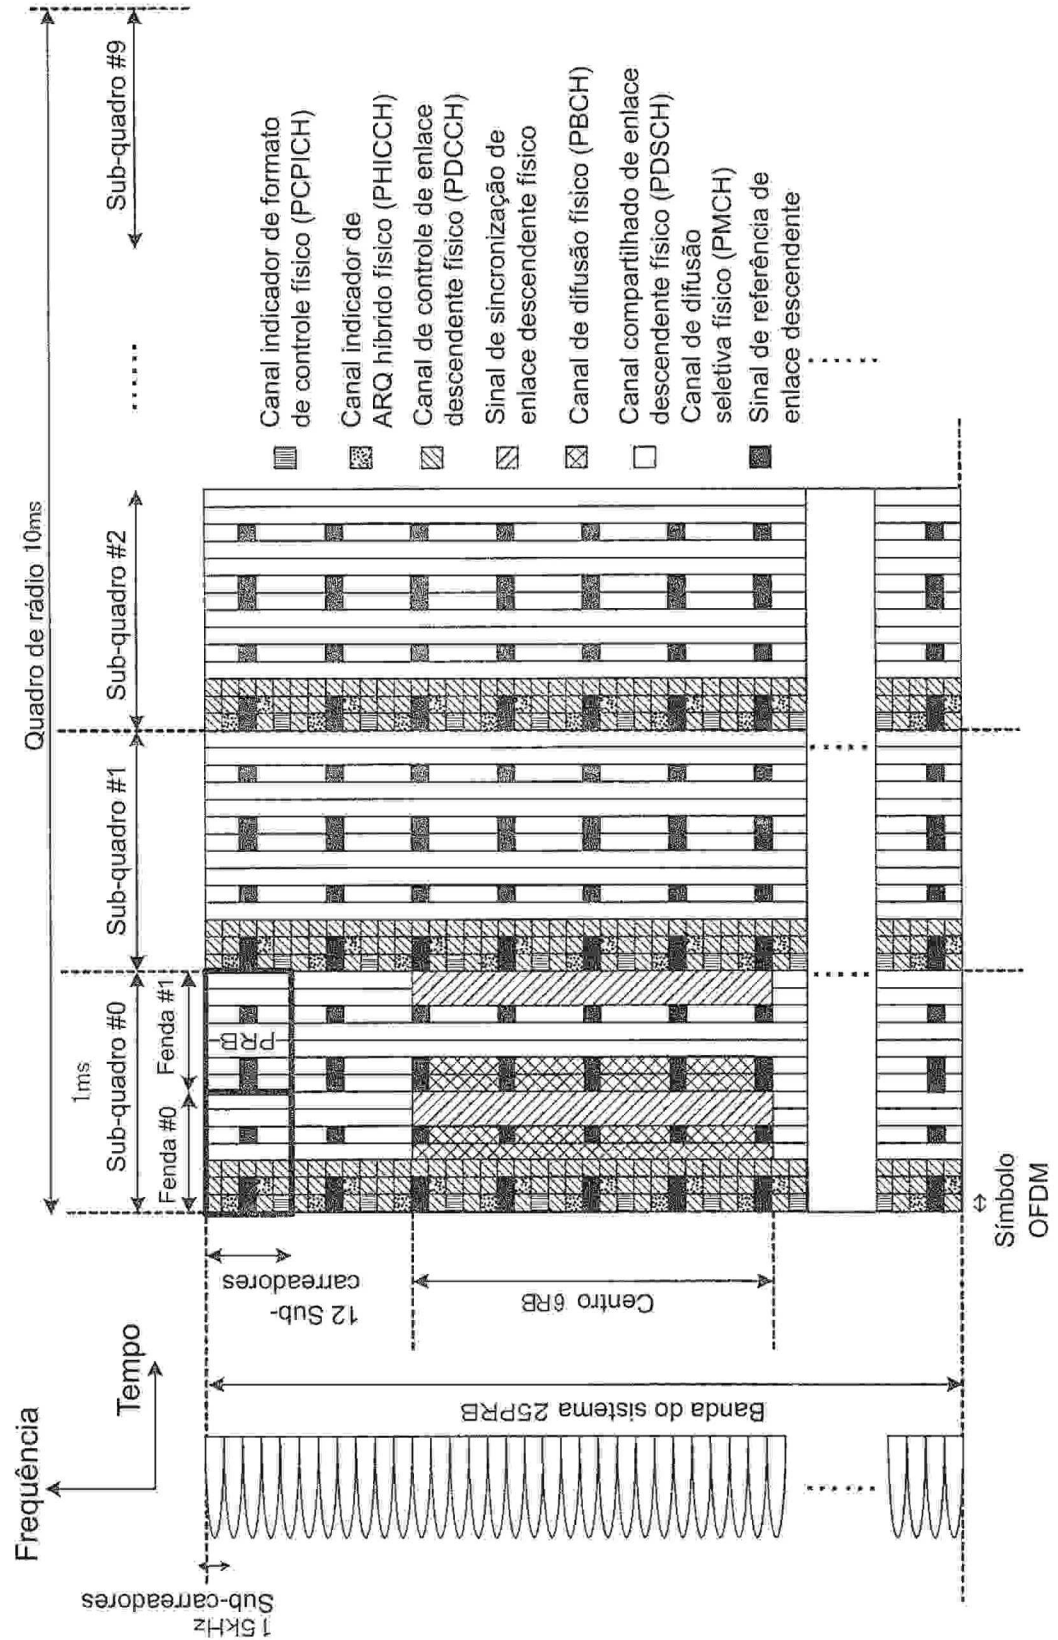 Quadro de rádio 10ms
1ms
Sub-quadro #0
Sub-quadro #1
Sub-quadro #2
Sub-quadro #9
Fenda #0
Fenda #1
PRB
Frequência
Tempo
15kHz
Sub-carreadores
12 Sub-
carreadores
Centro 6RB
Banda do sistema 25PRB
Símbolo
OFDM
Canal indicador de formato
de controle físico (PCPICH)
Canal indicador de
ARQ híbrido físico (PHICCH)
Canal de controle de enlace
descendente físico (PDCCH)
Sinal de sincronização de
enlace descendente físico
Canal de difusão físico (PBCH)
Canal compartilhado de enlace
descendente físico (PDSCH)
Canal de difusão
seletiva físico (PMCH)
Sinal de referência de
enlace descendente